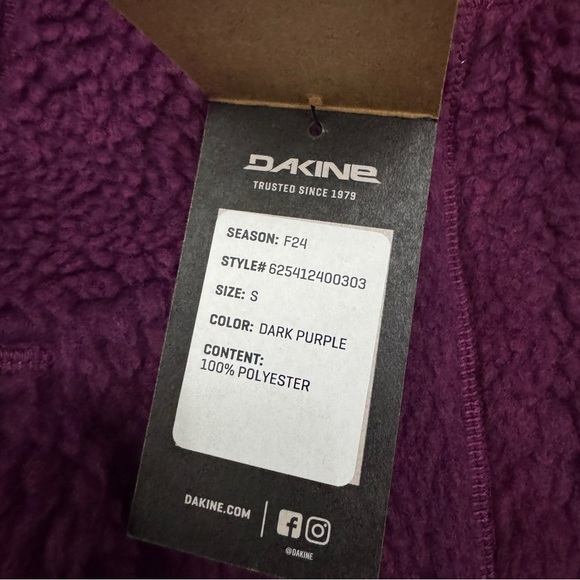 DAKINE
TRUSTED SINCE 1979
SEASON: F24
STYLE# 625412400303
SIZE: S
COLOR: DARK PURPLE
CONTENT:
100% POLYESTER
DAKINE.COM
@DAKINE